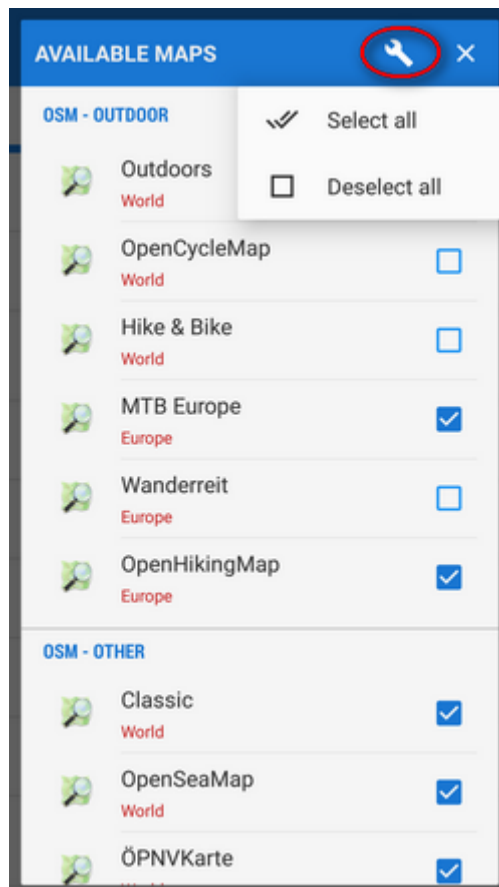 AVAILABLE MAPS
OSM - OUTDOOR
Select all
Outdoors
World
Deselect all
OpenCycleMap
World
Hike & Bike
World
MTB Europe
Europe
Wanderreit
Europe
OpenHikingMap
Europe
OSM - OTHER
Classic
World
OpenSeaMap
World
ÖPNVKarte